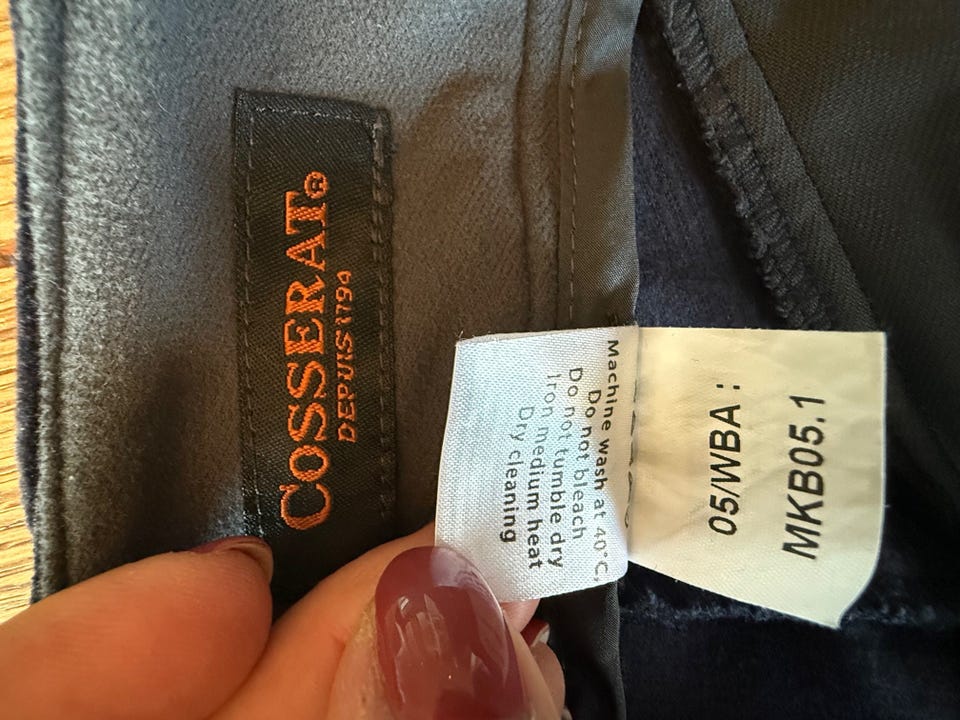 COSSERAT®
DEPUIS 1794
Machine wash at 40°C,
Do not bleach
Do not tumble dry
Iron medium heat
Dry cleaning
05/WBA :
MKB05.1